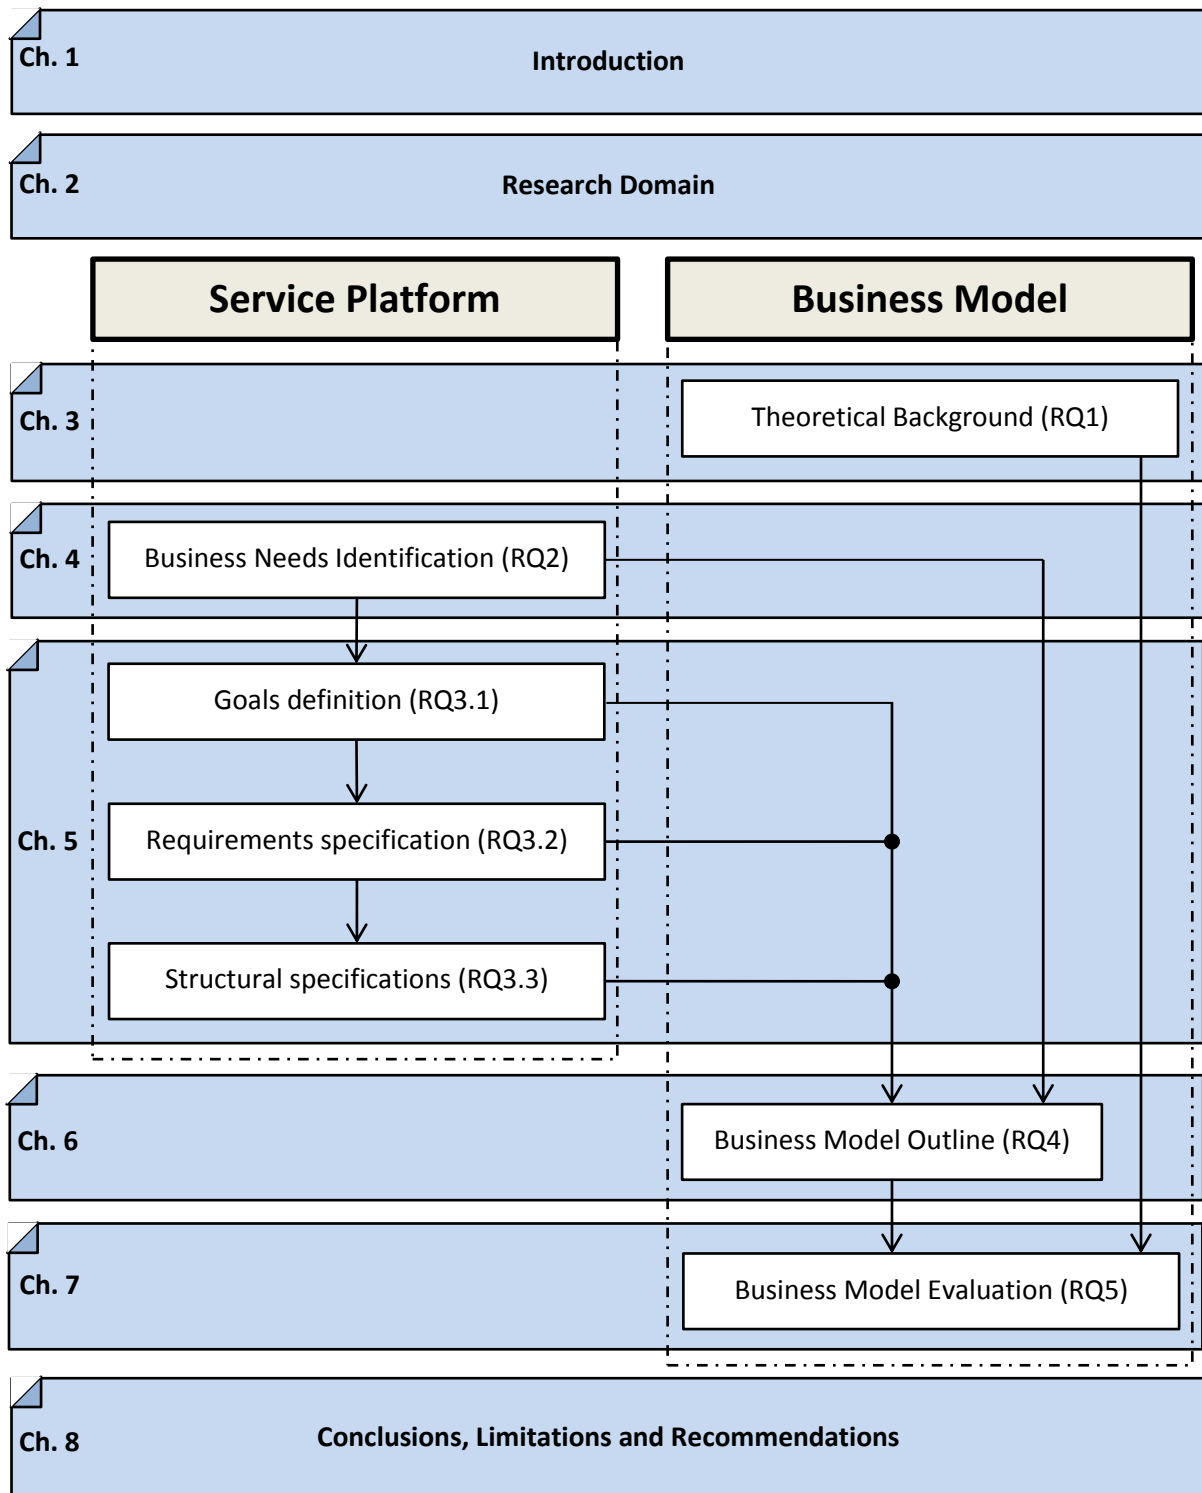 Ch. 1
Introduction
Ch. 2
Research Domain
Service Platform
Business Model
Ch. 3
Theoretical Background (RQ1)
Ch. 4
Business Needs Identification (RQ2)
Goals definition (RQ3.1)
Ch. 5
Requirements specification (RQ3.2)
Structural specifications (RQ3.3)
Ch. 6
Business Model Outline (RQ4)
Ch. 7
Business Model Evaluation (RQ5)
Ch. 8
Conclusions, Limitations and Recommendations